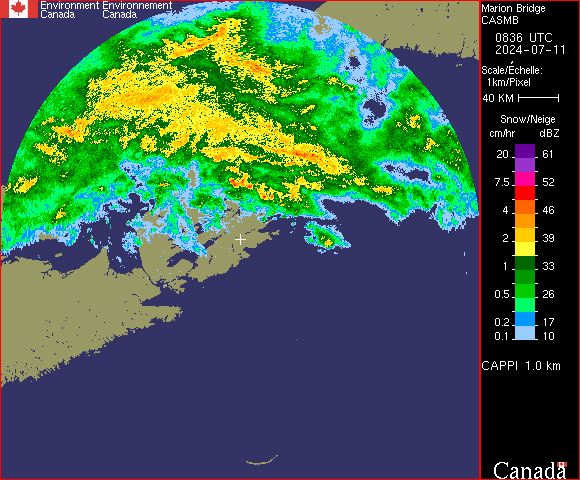 Environment Environnement
Canada Canada
Marion Bridge
CASMB
0836 UTC
2024-07-11
Scale/Échelle:
1km/Pixel
40 KM
Snow/Neige
cm/hr dBZ
20 61
7.5 52
4 46
2 39
1 33
0.5 26
0.2 17
0.1 10
CAPPI 1.0 km
Canada